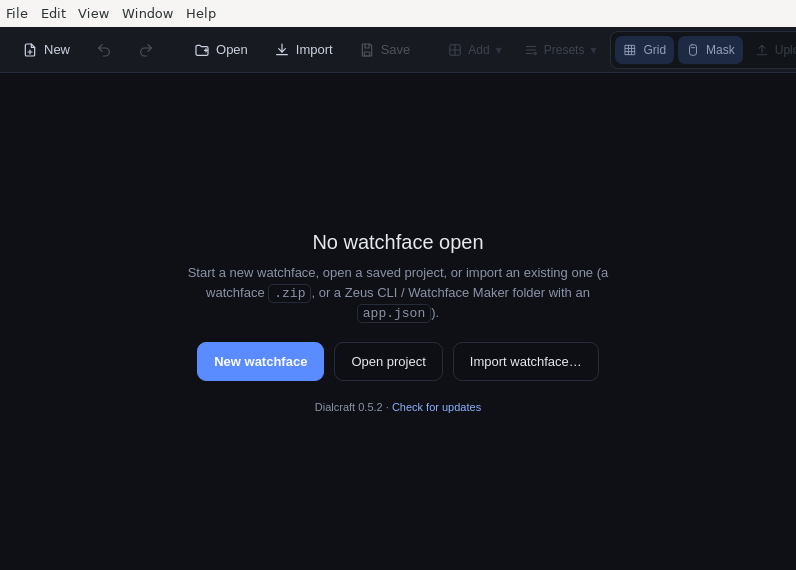 File Edit View Window Help
New Open Import Save Add Presets Grid Mask
No watchface open
Start a new watchface, open a saved project, or import an existing one (a
watchface .zip, or a Zeus CLI / Watchface Maker folder with an
app.json).
New watchface Open project Import watchface…
Dialcraft 0.5.2 · Check for updates